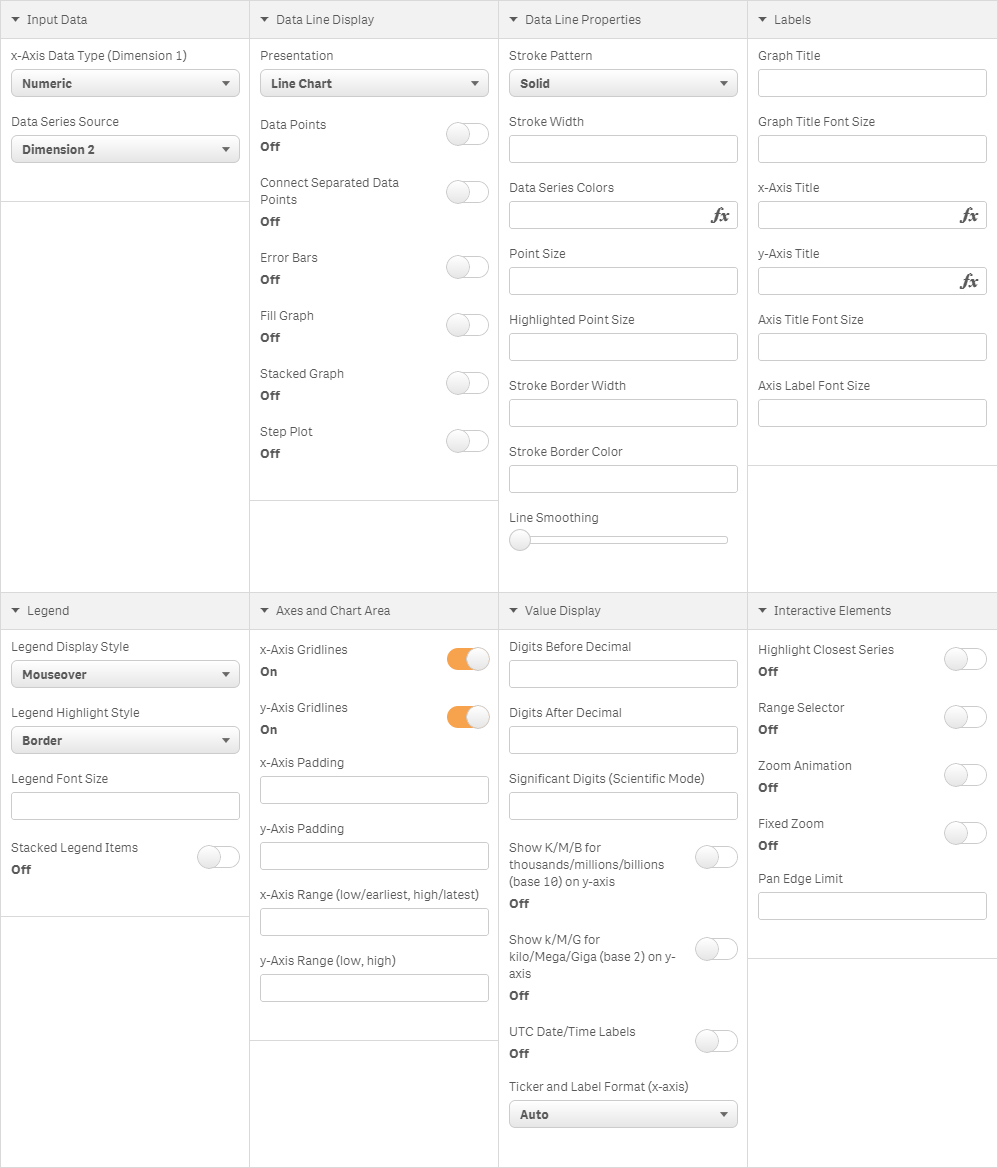 Input Data
x-Axis Data Type (Dimension 1)
Numeric
Data Series Source
Dimension 2
Data Line Display
Presentation
Line Chart
Data Points
Off
Connect Separated Data
Points
Off
Error Bars
Off
Fill Graph
Off
Stacked Graph
Off
Step Plot
Off
Data Line Properties
Stroke Pattern
Solid
Stroke Width
Data Series Colors
fx
Point Size
Highlighted Point Size
Stroke Border Width
Stroke Border Color
Line Smoothing
Labels
Graph Title
Graph Title Font Size
x-Axis Title
fx
y-Axis Title
fx
Axis Title Font Size
Axis Label Font Size
Legend
Legend Display Style
Mouseover
Legend Highlight Style
Border
Legend Font Size
Stacked Legend Items
Off
Axes and Chart Area
x-Axis Gridlines
On
y-Axis Gridlines
On
x-Axis Padding
y-Axis Padding
x-Axis Range (low/earliest, high/latest)
y-Axis Range (low, high)
Value Display
Digits Before Decimal
Digits After Decimal
Significant Digits (Scientific Mode)
Show K/M/B for
thousands/millions/billions
(base 10) on y-axis
Off
Show k/M/G for
kilo/Mega/Giga (base 2) on y-
axis
Off
UTC Date/Time Labels
Off
Ticker and Label Format (x-axis)
Auto
Interactive Elements
Highlight Closest Series
Off
Range Selector
Off
Zoom Animation
Off
Fixed Zoom
Off
Pan Edge Limit